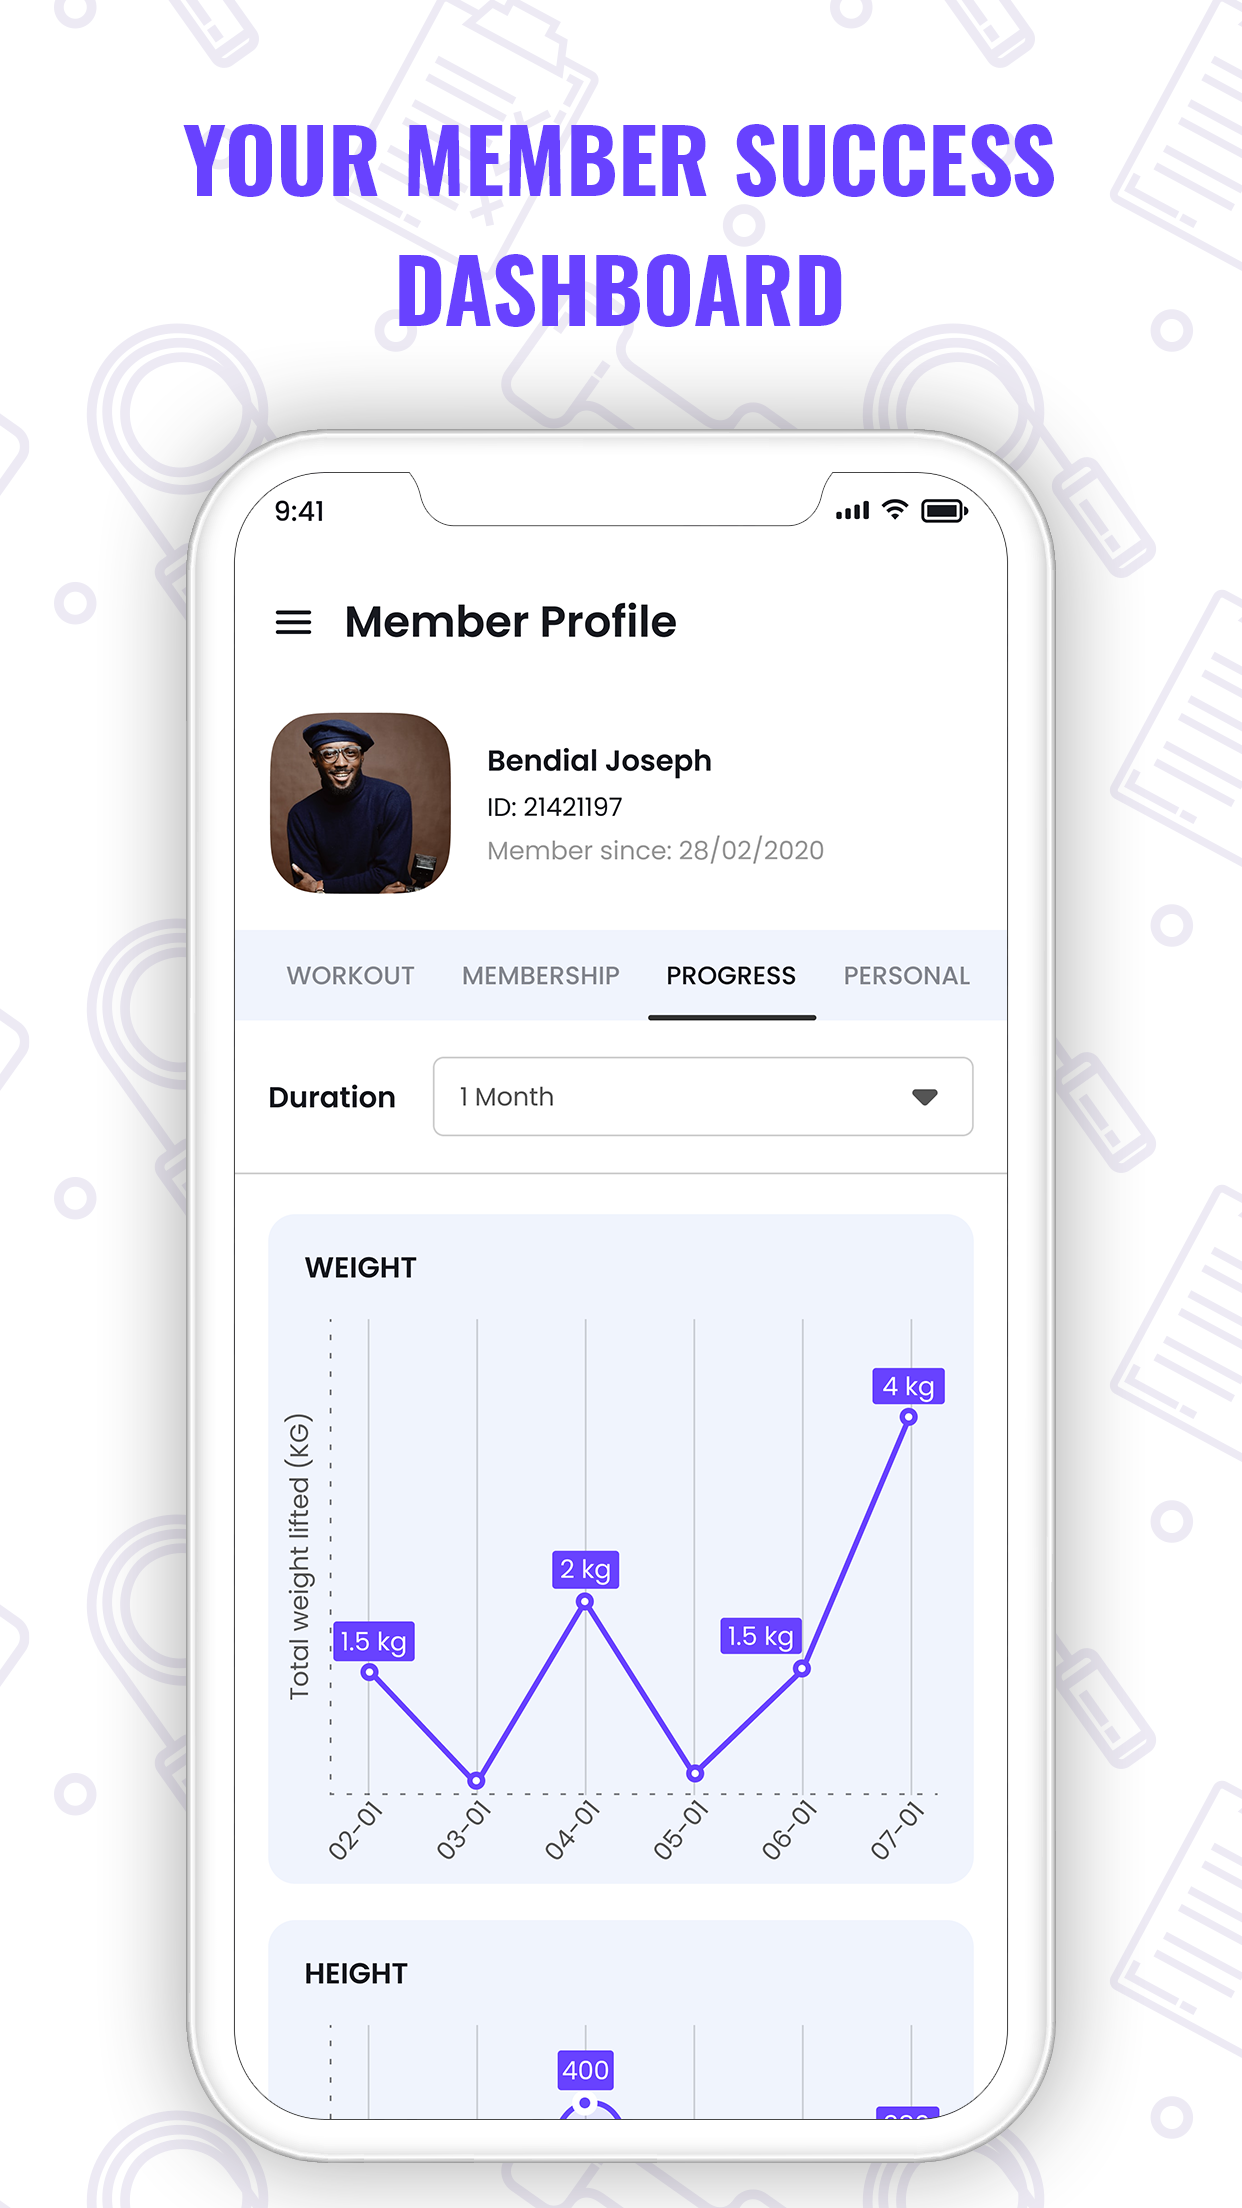 YOUR MEMBER SUCCESS
DASHBOARD
9:41
Member Profile
Bendial Joseph
ID: 21421197
Member since: 28/02/2020
WORKOUT MEMBERSHIP PROGRESS PERSONAL
Duration 1 Month
WEIGHT
Total weight lifted (KG)
4 kg
2 kg
1.5 kg
1.5 kg
02-01 03-01 04-01 05-01 06-01 07-01
HEIGHT
400